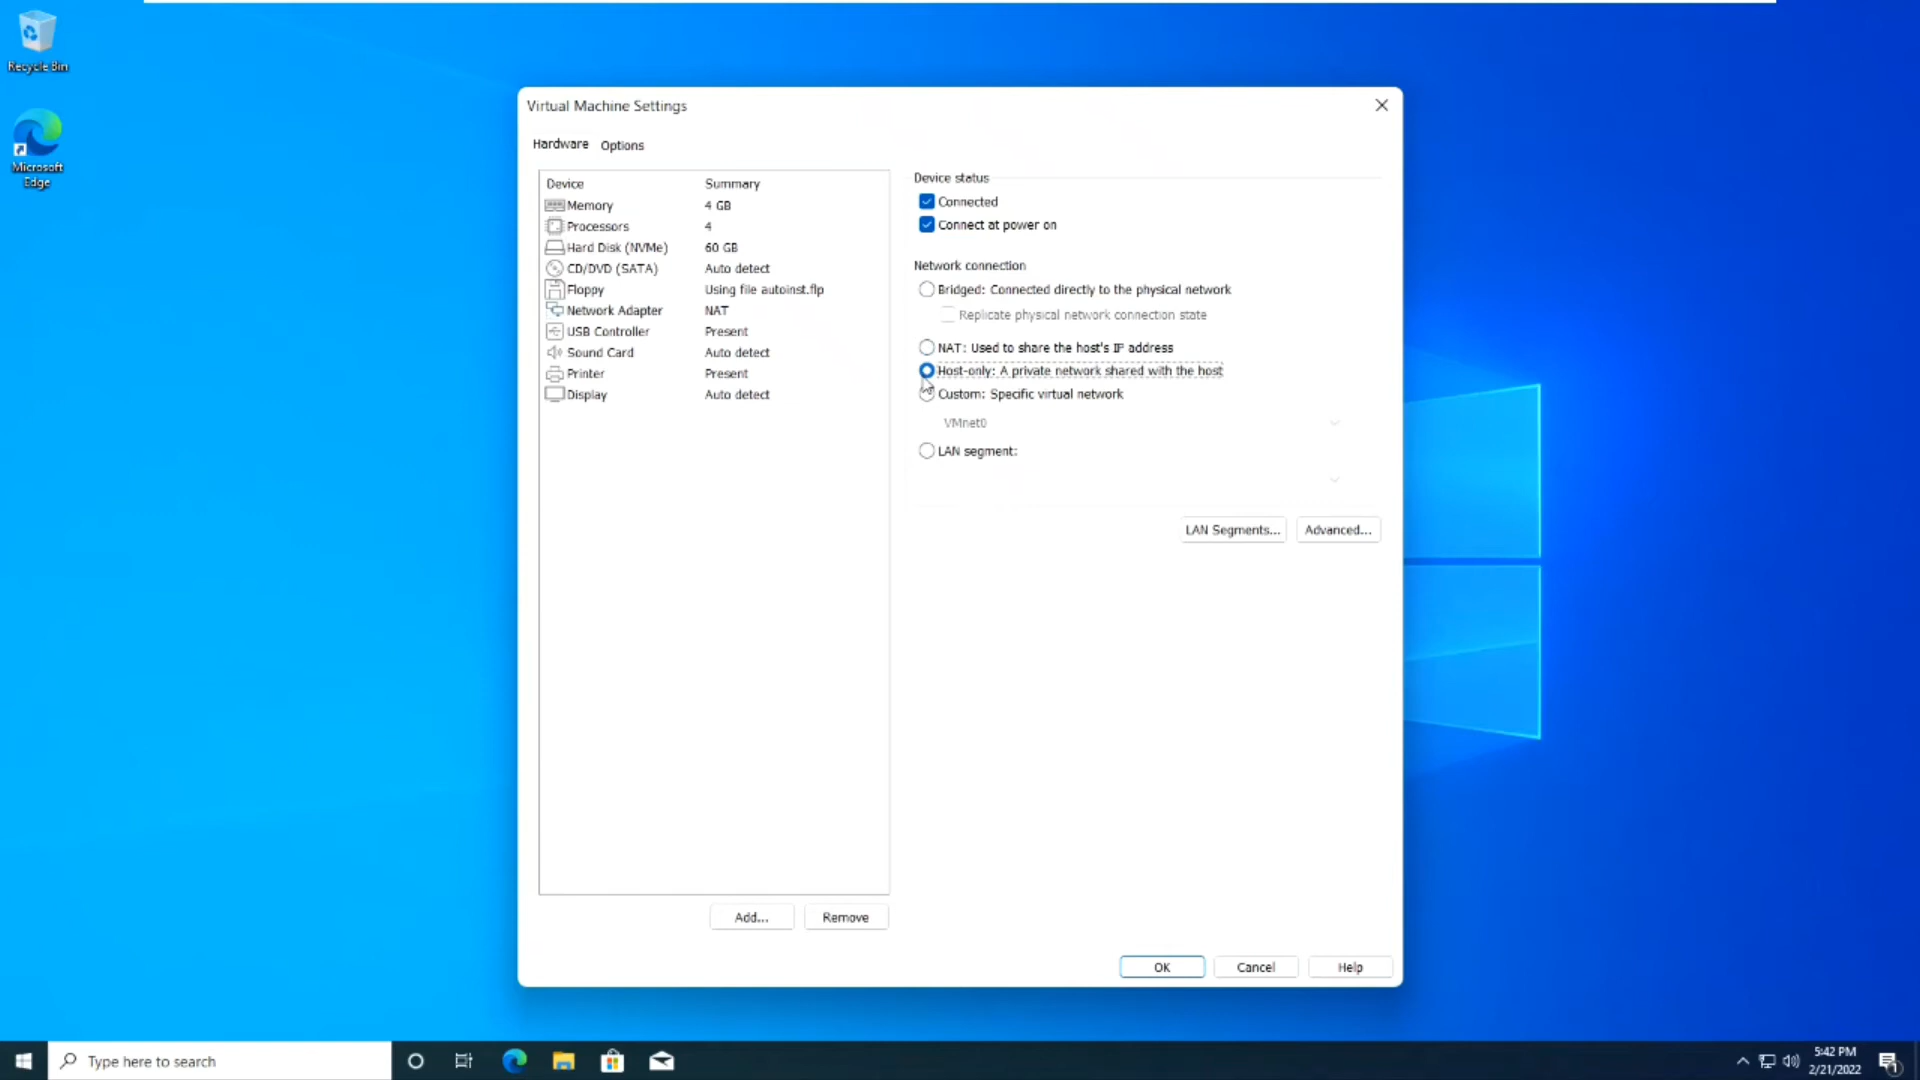 Recycle Bin
Microsoft
Edge
Virtual Machine Settings
Hardware Options
Device Summary
Memory 4 GB
Processors 4
Hard Disk (NVMe) 60 GB
CD/DVD (SATA) Auto detect
Floppy Using file autoinst.flp
Network Adapter NAT
USB Controller Present
Sound Card Auto detect
Printer Present
Display Auto detect
Add... Remove
Device status
Connected
Connect at power on
Network connection
Bridged: Connected directly to the physical network
Replicate physical network connection state
NAT: Used to share the host's IP address
Host-only: A private network shared with the host
Custom: Specific virtual network
VMnet0
LAN segment:
LAN Segments... Advanced...
OK Cancel Help
Type here to search
5:42 PM
2/21/2022
1